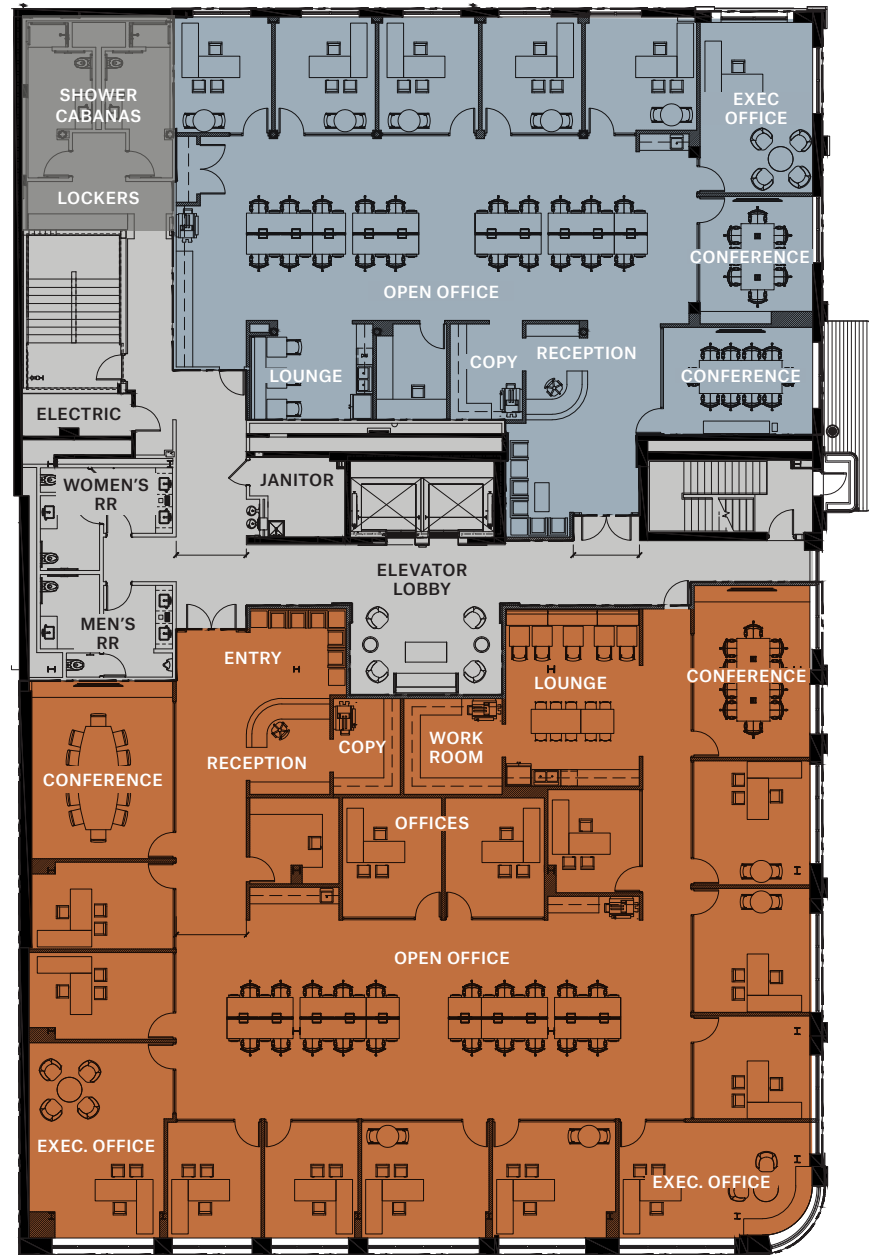 SHOWER
CABANAS
EXEC
OFFICE
LOCKERS
CONFERENCE
OPEN OFFICE
COPY
RECEPTION
LOUNGE
CONFERENCE
ELECTRIC
WOMEN'S
RR
JANITOR
ELEVATOR
LOBBY
MEN'S
RR
ENTRY
LOUNGE
CONFERENCE
COPY
WORK
ROOM
RECEPTION
CONFERENCE
OFFICES
OPEN OFFICE
EXEC. OFFICE
EXEC. OFFICE